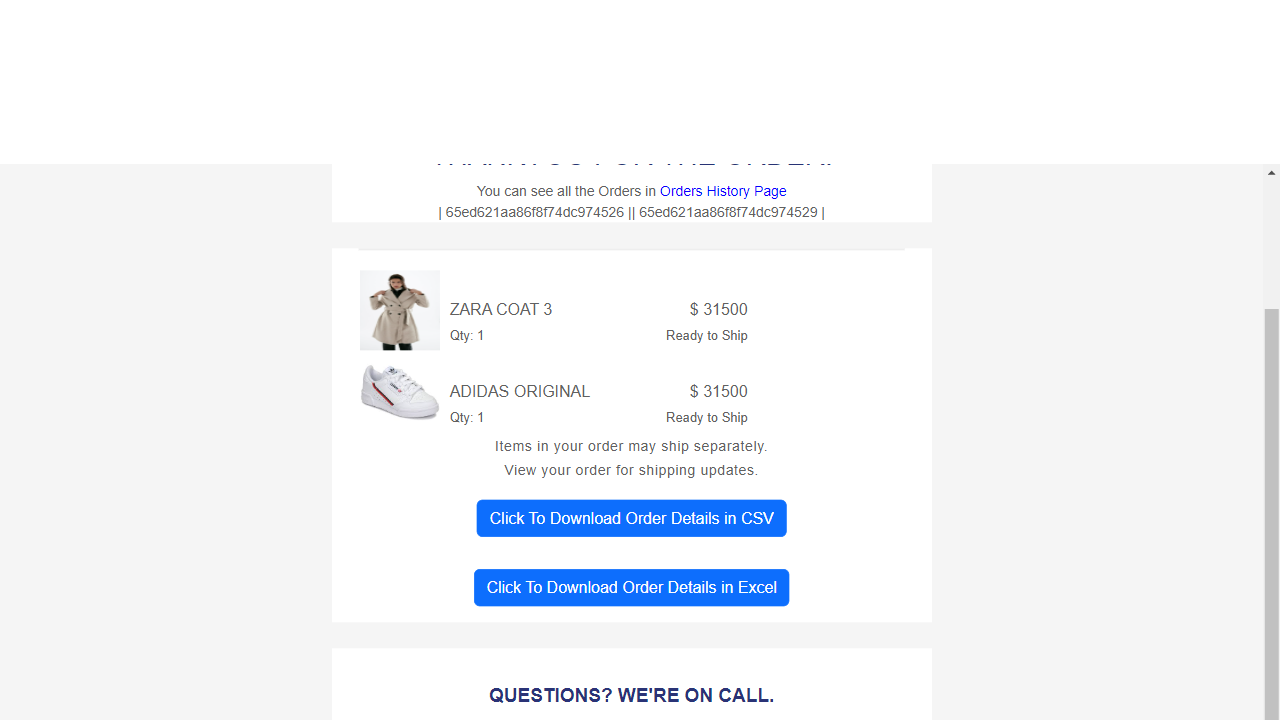 You can see all the Orders in Orders History Page
| 65ed621aa86f8f74dc974526 || 65ed621aa86f8f74dc974529 |
ZARA COAT 3 $ 31500
Qty: 1 Ready to Ship
ADIDAS ORIGINAL $ 31500
Qty: 1 Ready to Ship
Items in your order may ship separately.
View your order for shipping updates.
Click To Download Order Details in CSV
Click To Download Order Details in Excel
QUESTIONS? WE'RE ON CALL.